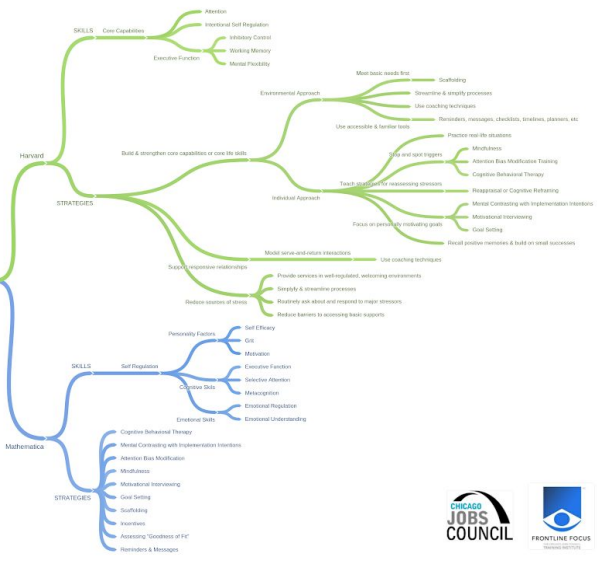 Attention
SKILLS
Core Capabilities
Intentional Self Regulation
Inhibitory Control
Working Memory
Executive Function
Mental Flexibility
Harvard
STRATEGIES
Build & strengthen core capabilities or core life skills
Environmental Approach
Meet basic needs first
Scaffolding
Streamline & simplify processes
Use coaching techniques
Reminders, messages, checklists, timelines, planners, etc
Use accessible & familiar tools
Individual Approach
Practice real-life situations
Stop and spot triggers
Mindfulness
Attention Bias Modification Training
Cognitive Behavioral Therapy
Teach strategies for reassessing stressors
Reappraisal or Cognitive Reframing
Focus on personally motivating goals
Mental Contrasting with Implementation Intentions
Motivational Interviewing
Goal Setting
Recall positive memories & build on small successes
Support responsive relationships
Model serve-and-return interactions
Use coaching techniques
Reduce sources of stress
Provide services in well-regulated, welcoming environments
Simplyfy & streamline processes
Routinely ask about and respond to major stressors
Reduce barriers to accessing basic supports
Mathematica
SKILLS
Self Regulation
Personality Factors
Self Efficacy
Grit
Motivation
Cognitive Skills
Executive Function
Selective Attention
Metacognition
Emotional Skills
Emotional Regulation
Emotional Understanding
STRATEGIES
Cognitive Behavioral Therapy
Mental Contrasting with Implementation Intentions
Attention Bias Modification
Mindfulness
Motivational Interviewing
Goal Setting
Scaffolding
Incentives
Assessing "Goodness of Fit"
Reminders & Messages
CHICAGO
JOBS
COUNCIL
FRONTLINE FOCUS
TRAINING INSTITUTE